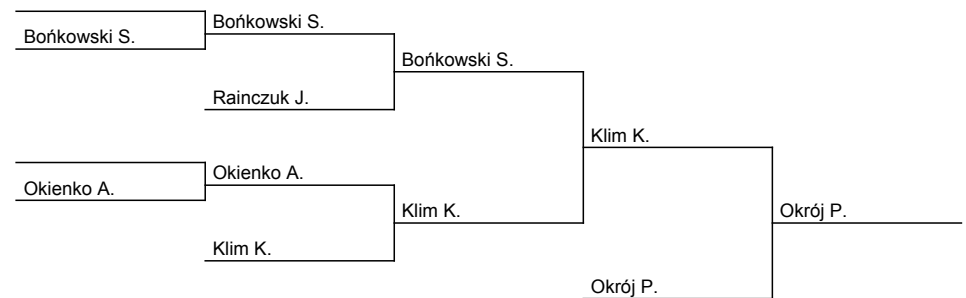 Bońkowski S.
Bońkowski S.
Bońkowski S.
Rainczuk J.
Klim K.
Okienko A.
Okienko A.
Klim K.
Okrój P.
Klim K.
Okrój P.